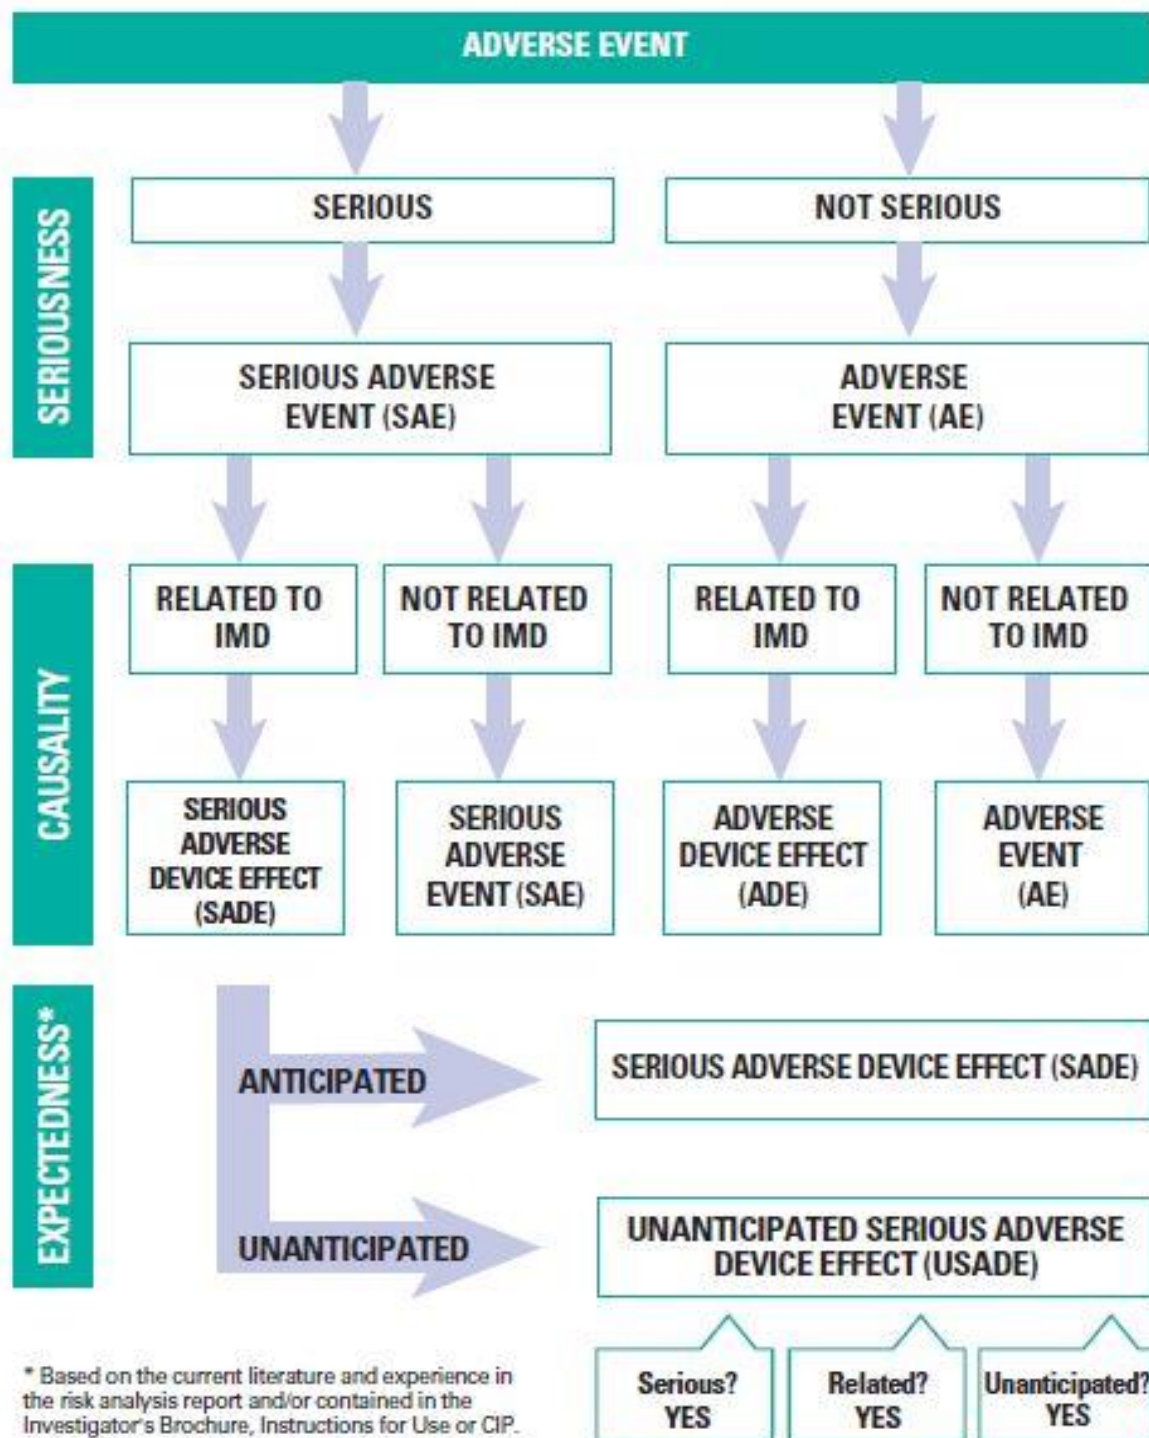 ADVERSE EVENT
SERIOUSNESS
SERIOUS
NOT SERIOUS
SERIOUS ADVERSE
EVENT (SAE)
ADVERSE
EVENT (AE)
CAUSALITY
RELATED TO
IMD
NOT RELATED
TO IMD
RELATED TO
IMD
NOT RELATED
TO IMD
SERIOUS
ADVERSE
DEVICE EFFECT
(SADE)
SERIOUS
ADVERSE
EVENT (SAE)
ADVERSE
DEVICE EFFECT
(ADE)
ADVERSE
EVENT
(AE)
EXPECTEDNESS*
ANTICIPATED
SERIOUS ADVERSE DEVICE EFFECT (SADE)
UNANTICIPATED
UNANTICIPATED SERIOUS ADVERSE
DEVICE EFFECT (USADE)
Serious?
YES
Related?
YES
Unanticipated?
YES
* Based on the current literature and experience in
the risk analysis report and/or contained in the
Investigator's Brochure, Instructions for Use or CIP.